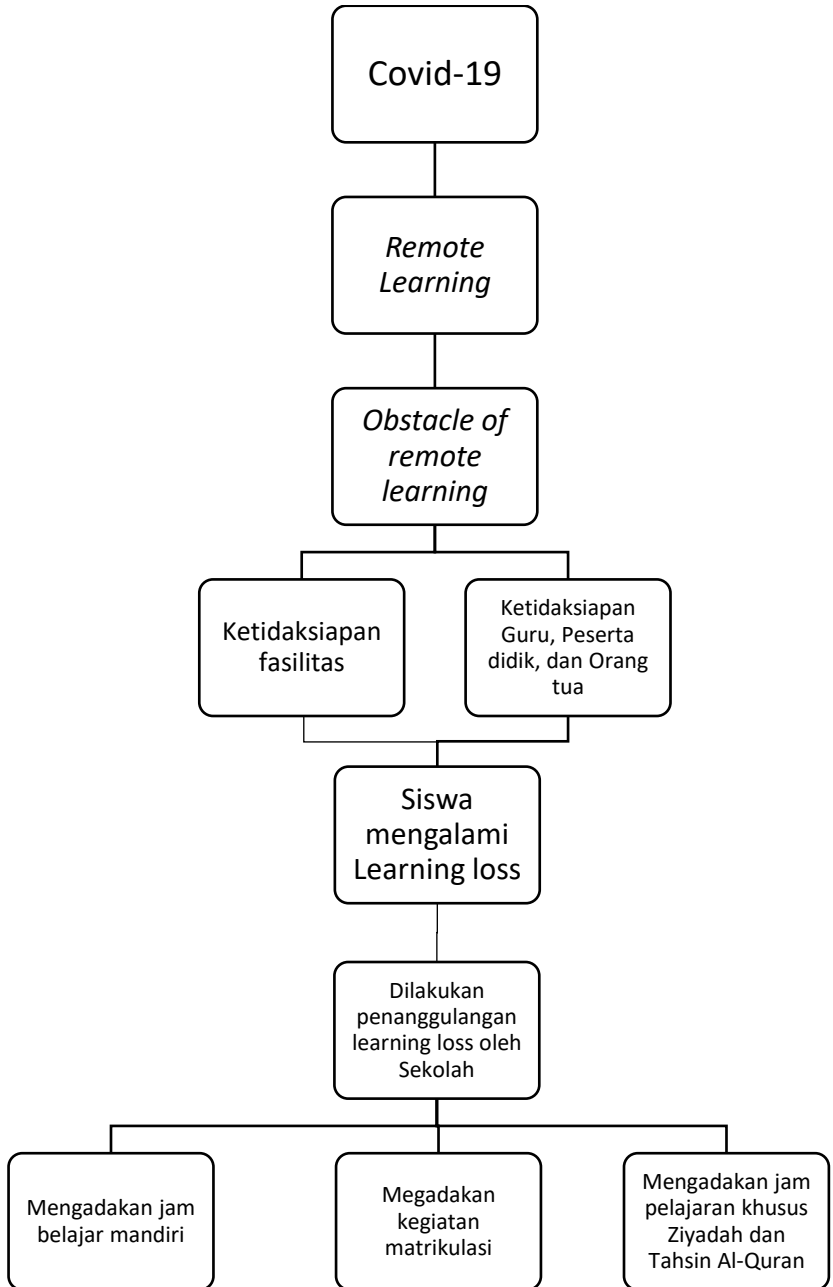 Covid-19
Remote
Learning
Obstacle of
remote
learning
Ketidaksiapan
fasilitas
Ketidaksiapan
Guru, Peserta
didik, dan Orang
tua
Siswa
mengalami
Learning loss
Dilakukan
penanggulangan
learning loss oleh
Sekolah
Mengadakan jam
belajar mandiri
Megadakan
kegiatan
matrikulasi
Mengadakan jam
pelajaran khusus
Ziyadah dan
Tahsin Al-Quran